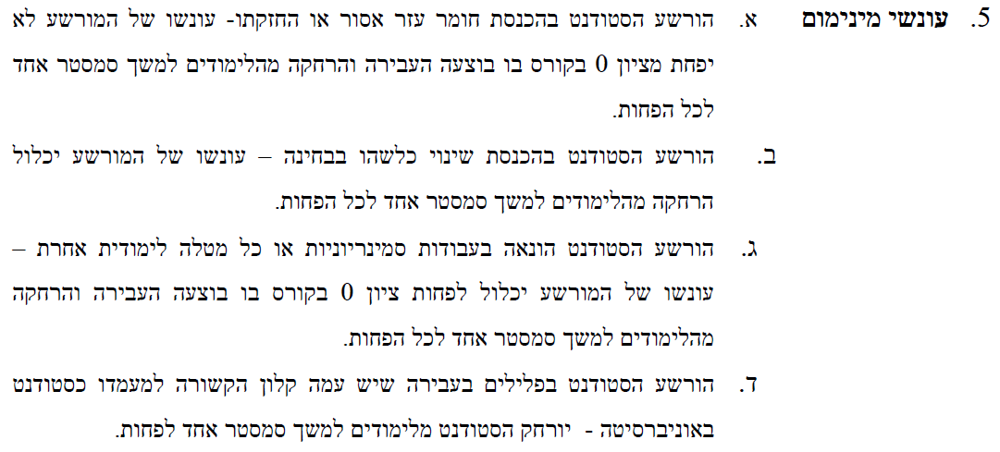 5. עונשי מינימום א. הורשע הסטודנט בהכנסת חומר עזר אסור או החזקתו- עונשו של המורשע לא
יפחת מציון 0 בקורס בו בוצעה העבירה והרחקה מהלימודים למשך סמסטר אחד
לכל הפחות.
ב. הורשע הסטודנט בהכנסת שינוי כלשהו בבחינה – עונשו של המורשע יכלול
הרחקה מהלימודים למשך סמסטר אחד לכל הפחות.
ג. הורשע הסטודנט הונאה בעבודות סמינריוניות או כל מטלה לימודית אחרת –
עונשו של המורשע יכלול לפחות ציון 0 בקורס בו בוצעה העבירה והרחקה
מהלימודים למשך סמסטר אחד לכל הפחות.
ד. הורשע הסטודנט בפלילים בעבירה שיש עמה קלון הקשורה למעמדו כסטודנט
באוניברסיטה - יורחק הסטודנט מלימודים למשך סמסטר אחד לפחות.